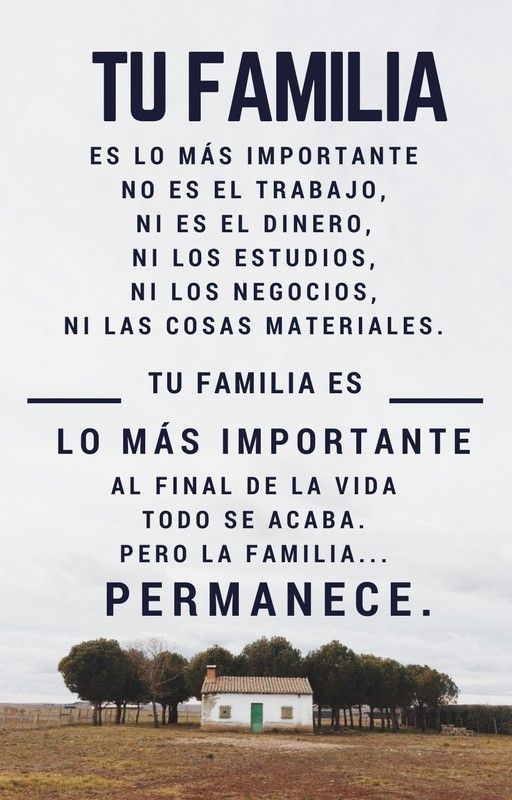 TU FAMILIA
ES LO MÁS IMPORTANTE
NO ES EL TRABAJO,
NI ES EL DINERO,
NI LOS ESTUDIOS,
NI LOS NEGOCIOS,
NI LAS COSAS MATERIALES.
TU FAMILIA ES
LO MÁS IMPORTANTE
AL FINAL DE LA VIDA
TODO SE ACABA.
PERO LA FAMILIA...
PERMANECE.